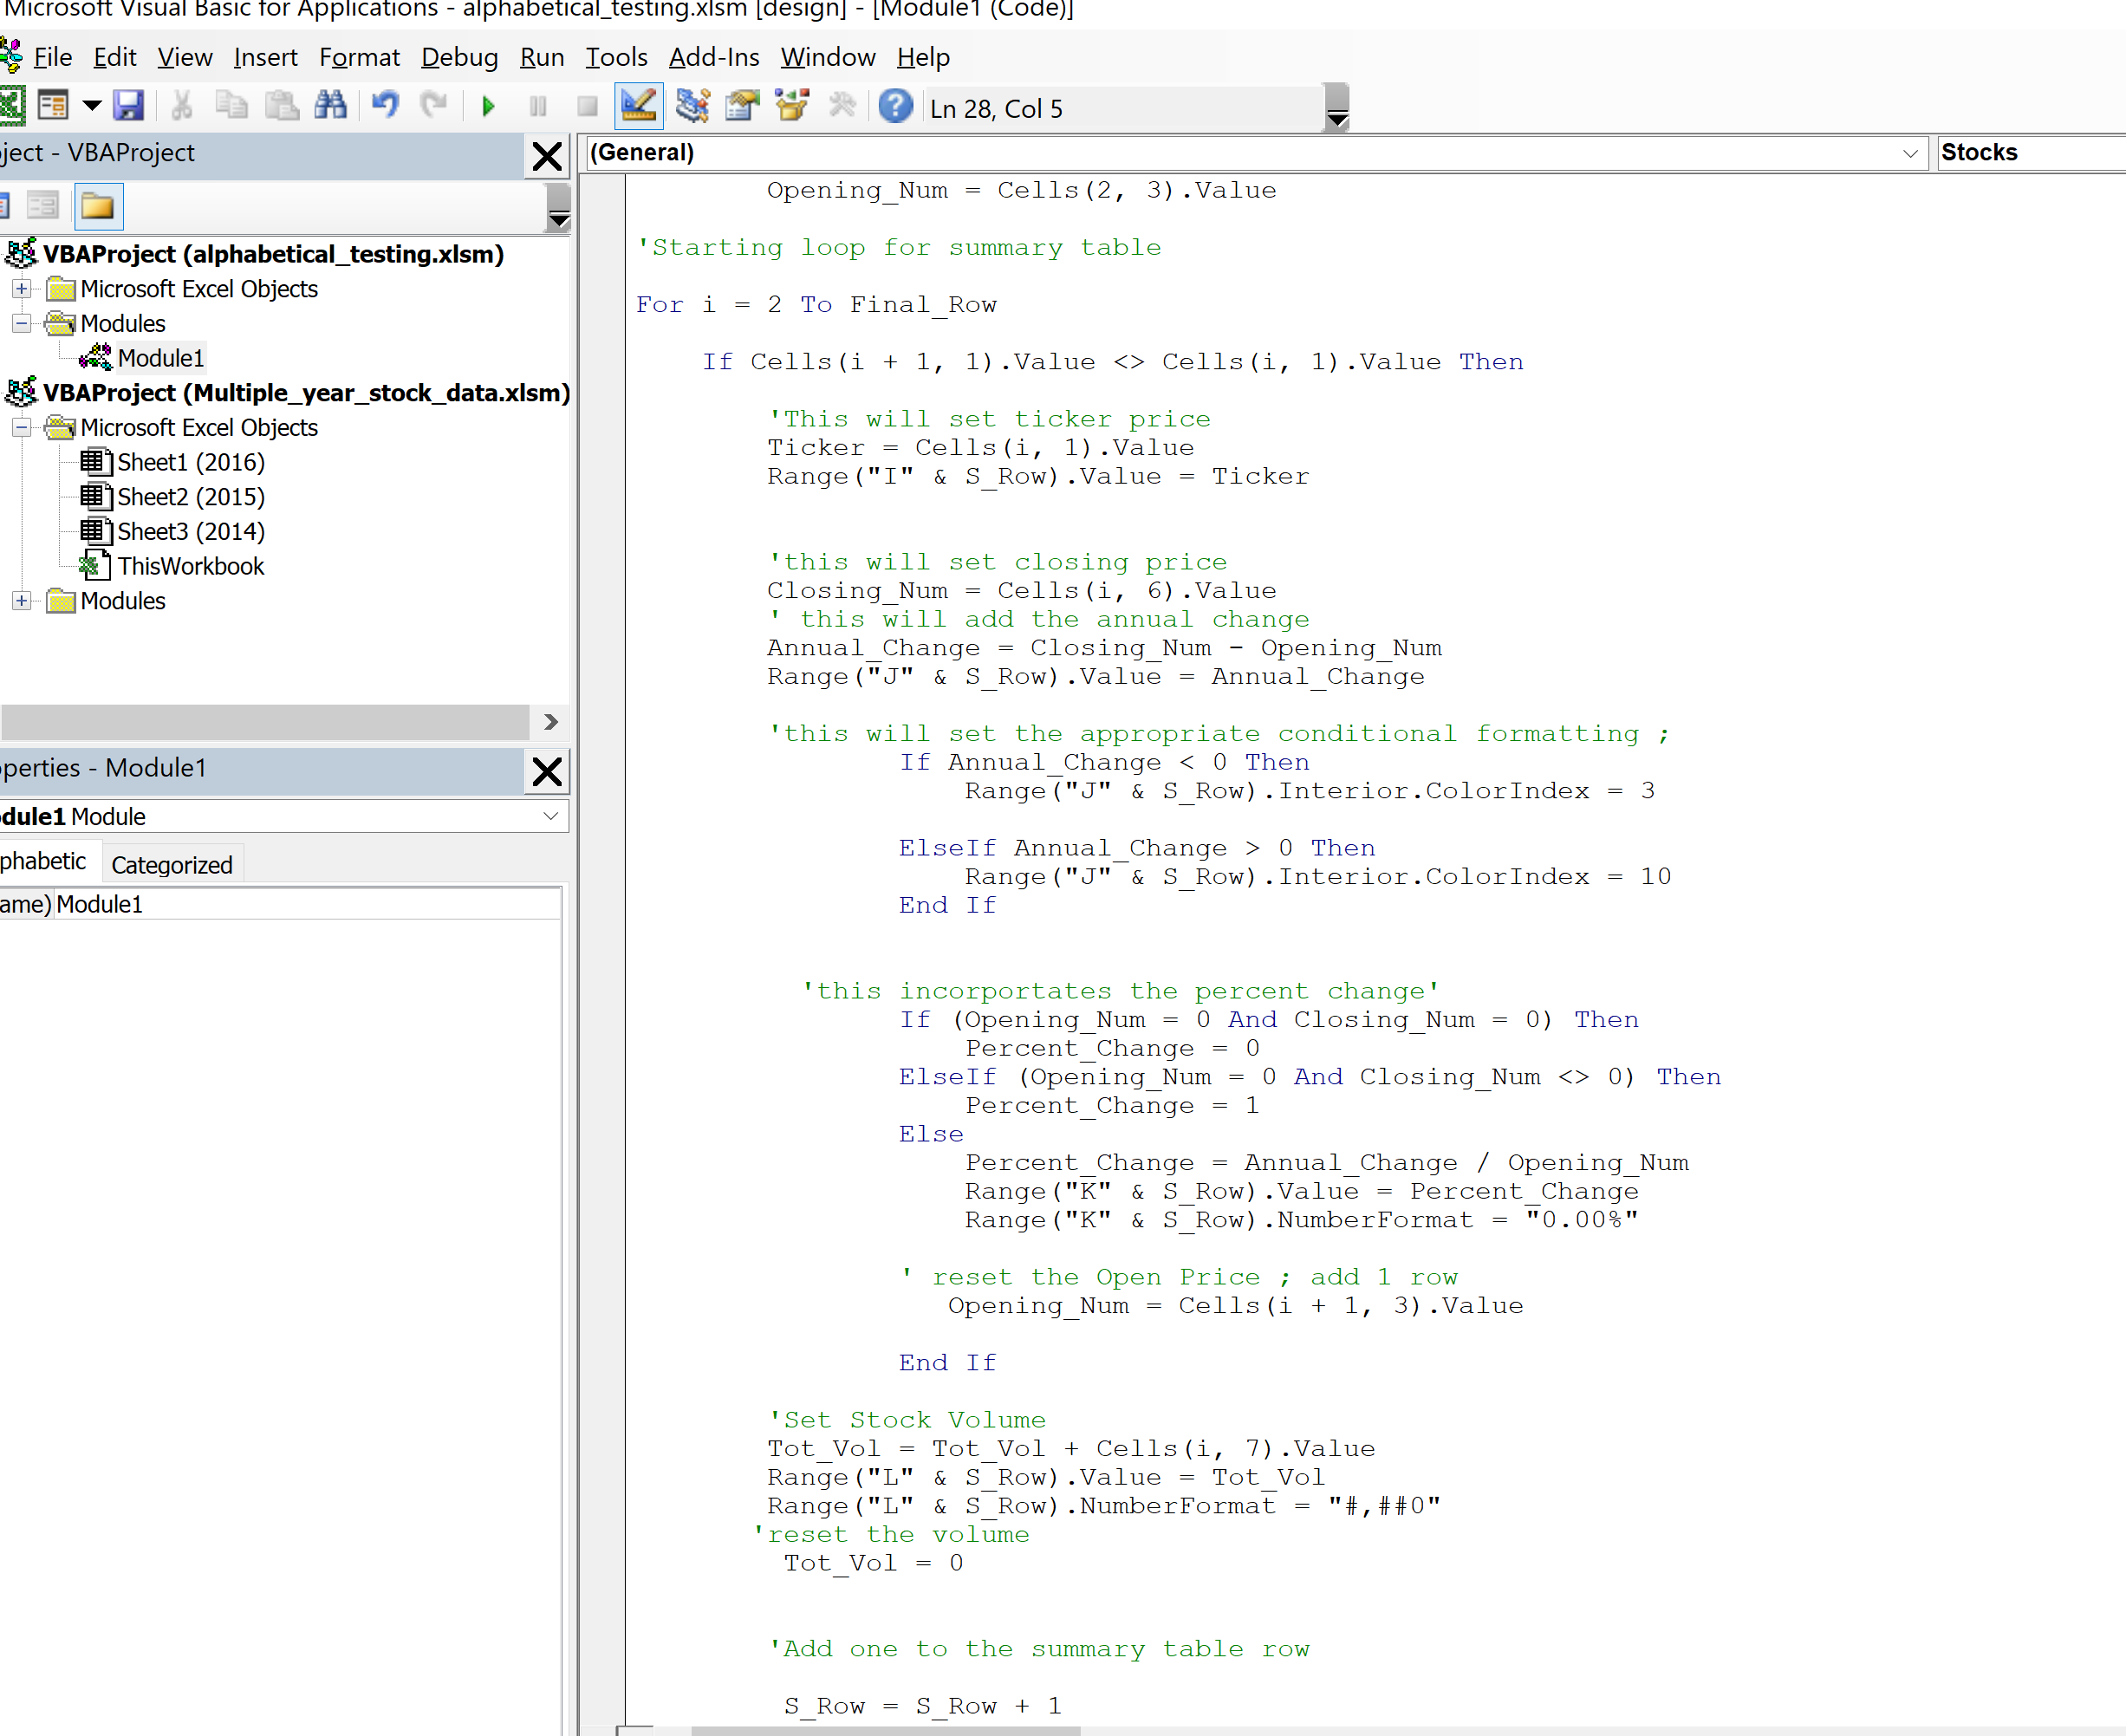 Microsoft Visual Basic for Applications - alphabetical_testing.xlsm [design] - [Module1 (Code)]
File Edit View Insert Format Debug Run Tools Add-Ins Window Help
Ln 28, Col 5
ject - VBAProject
VBAProject (alphabetical_testing.xlsm)
Microsoft Excel Objects
Modules
Module1
VBAProject (Multiple_year_stock_data.xlsm)
Microsoft Excel Objects
Sheet1 (2016)
Sheet2 (2015)
Sheet3 (2014)
ThisWorkbook
Modules
perties - Module1
dule1 Module
phabetic Categorized
ame) Module1
(General) Stocks
Opening_Num = Cells(2, 3).Value
'Starting loop for summary table
For i = 2 To Final_Row
If Cells(i + 1, 1).Value <> Cells(i, 1).Value Then
'This will set ticker price
Ticker = Cells(i, 1).Value
Range("I" & S_Row).Value = Ticker
'this will set closing price
Closing_Num = Cells(i, 6).Value
' this will add the annual change
Annual_Change = Closing_Num - Opening_Num
Range("J" & S_Row).Value = Annual_Change
'this will set the appropriate conditional formatting ;
If Annual_Change < 0 Then
Range("J" & S_Row).Interior.ColorIndex = 3
ElseIf Annual_Change > 0 Then
Range("J" & S_Row).Interior.ColorIndex = 10
End If
'this incorportates the percent change'
If (Opening_Num = 0 And Closing_Num = 0) Then
Percent_Change = 0
ElseIf (Opening_Num = 0 And Closing_Num <> 0) Then
Percent_Change = 1
Else
Percent_Change = Annual_Change / Opening_Num
Range("K" & S_Row).Value = Percent_Change
Range("K" & S_Row).NumberFormat = "0.00%"
' reset the Open Price ; add 1 row
Opening_Num = Cells(i + 1, 3).Value
End If
'Set Stock Volume
Tot_Vol = Tot_Vol + Cells(i, 7).Value
Range("L" & S_Row).Value = Tot_Vol
Range("L" & S_Row).NumberFormat = "#,##0"
'reset the volume
Tot_Vol = 0
'Add one to the summary table row
S_Row = S_Row + 1